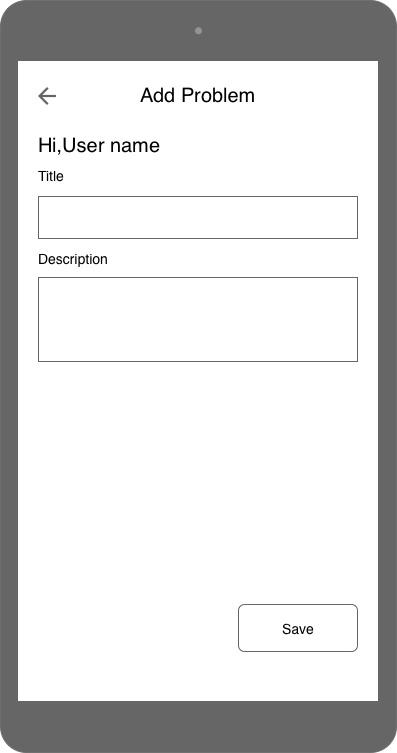 Add Problem
Hi,User name
Title
Description
Save